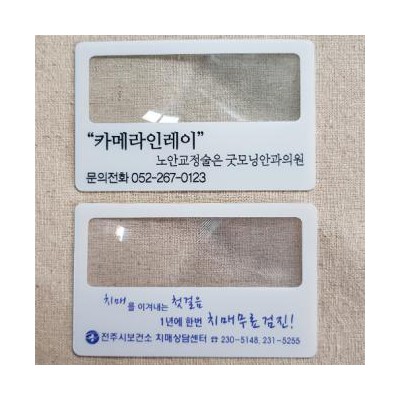 “카메라인레이”
노안교정술은 굿모닝안과의원
문의전화 052-267-0123
치매를 이겨내는 첫걸음
1년에 한번 치매무료검진!
전주시보건소 치매상담센터 ☎ 230-5148, 231-5255